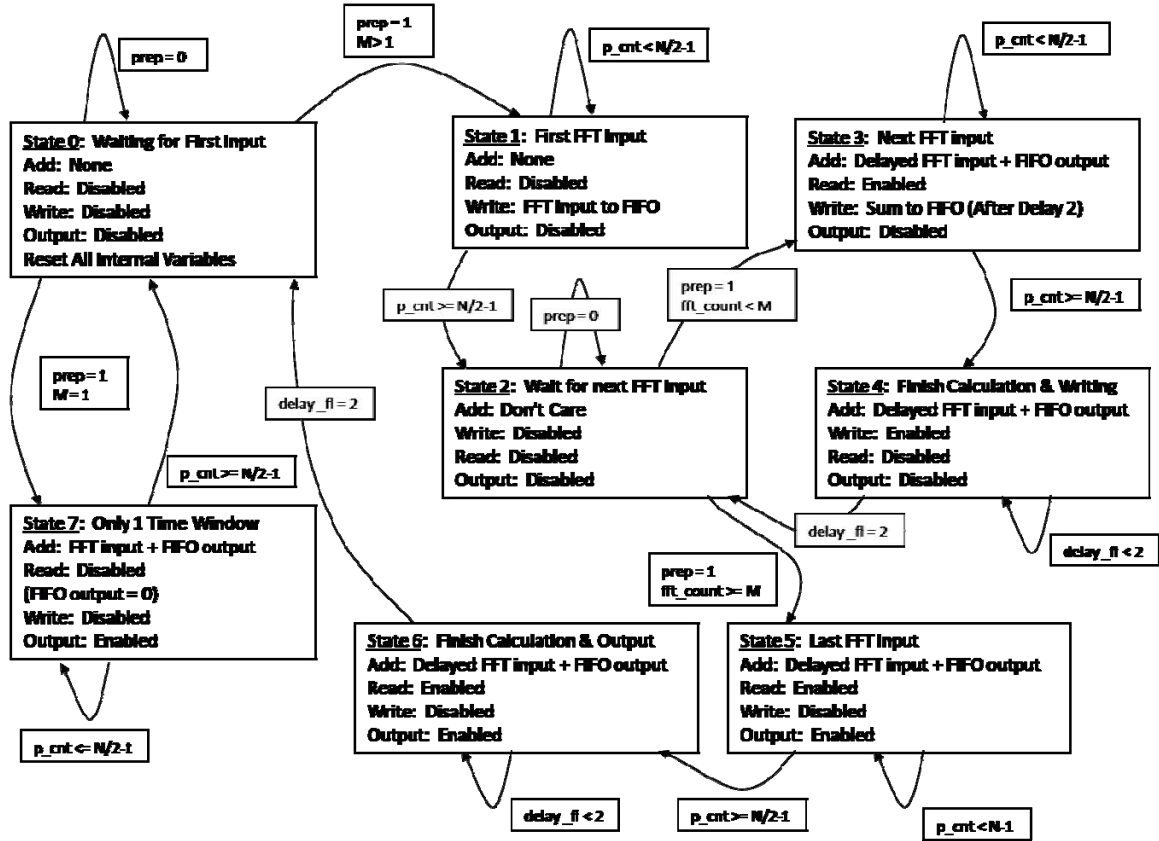 prep = 0
prep = 1
M > 1
p_cnt < N/2-1
p_cnt < N/2-1
State 0: Waiting for First Input
Add: None
Read: Disabled
Write: Disabled
Output: Disabled
Reset All Internal Variables
State 1: First FFT Input
Add: None
Read: Disabled
Write: FFT Input to FIFO
Output: Disabled
State 3: Next FFT input
Add: Delayed FFT input + FIFO output
Read: Enabled
Write: Sum to FIFO (After Delay 2)
Output: Disabled
p_cnt >= N/2-1
prep = 0
prep = 1
fft_count < M
p_cnt >= N/2-1
prep = 1
M = 1
delay_fl = 2
State 2: Wait for next FFT Input
Add: Don't Care
Write: Disabled
Read: Disabled
Output: Disabled
State 4: Finish Calculation & Writing
Add: Delayed FFT input + FIFO output
Write: Enabled
Read: Disabled
Output: Disabled
p_cnt >= N/2-1
State 7: Only 1 Time Window
Add: FFT input + FIFO output
Read: Disabled
(FIFO output = 0)
Write: Disabled
Output: Enabled
delay_fl = 2
delay_fl < 2
prep = 1
fft_count >= M
State 6: Finish Calculation & Output
Add: Delayed FFT input + FIFO output
Read: Enabled
Write: Disabled
Output: Enabled
State 5: Last FFT Input
Add: Delayed FFT input + FIFO output
Read: Enabled
Write: Disabled
Output: Enabled
p_cnt <= N/2-1
delay_fl < 2
p_cnt >= N/2-1
p_cnt < N-1